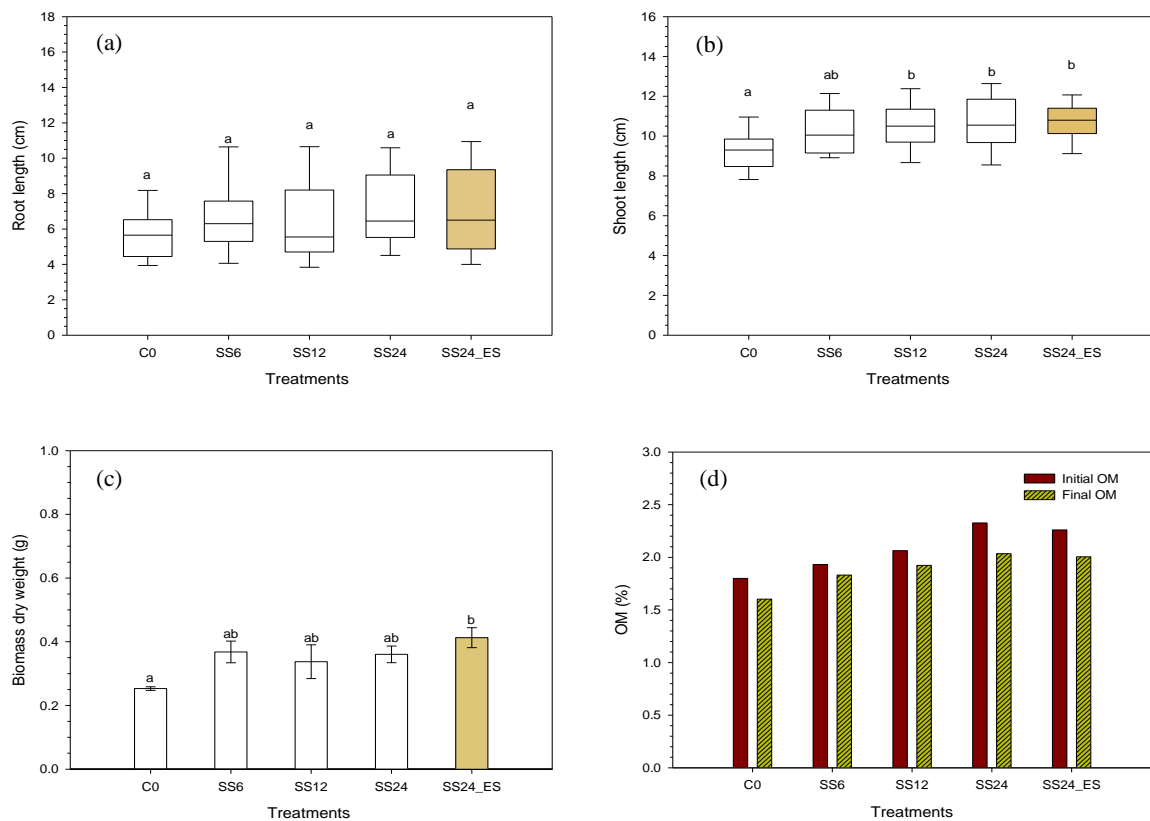 (a)
Root length (cm)
18
16
14
12
10
8
6
4
2
0
a
a
a
a
a
C0
SS6
SS12
SS24
SS24_ES
Treatments
(b)
Shoot length (cm)
16
14
12
10
8
6
4
2
0
a
ab
b
b
b
C0
SS6
SS12
SS24
SS24_ES
Treatments
(c)
Biomass dry weight (g)
1.0
0.8
0.6
0.4
0.2
0.0
a
ab
ab
ab
b
C0
SS6
SS12
SS24
SS24_ES
Treatments
(d)
OM (%)
3.0
2.5
2.0
1.5
1.0
0.5
0.0
Initial OM
Final OM
C0
SS6
SS12
SS24
SS24_ES
Treatments